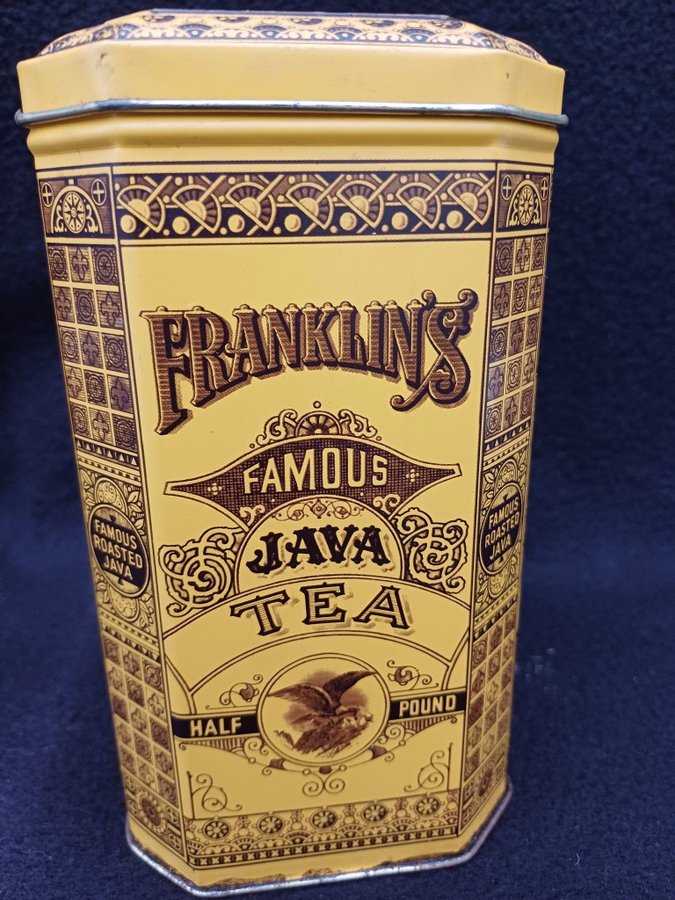 FRANKLIN'S
FAMOUS
JAVA
TEA
HALF POUND
FAMOUS
ROASTED
JAVA
FAMOUS
ROASTED
JAVA